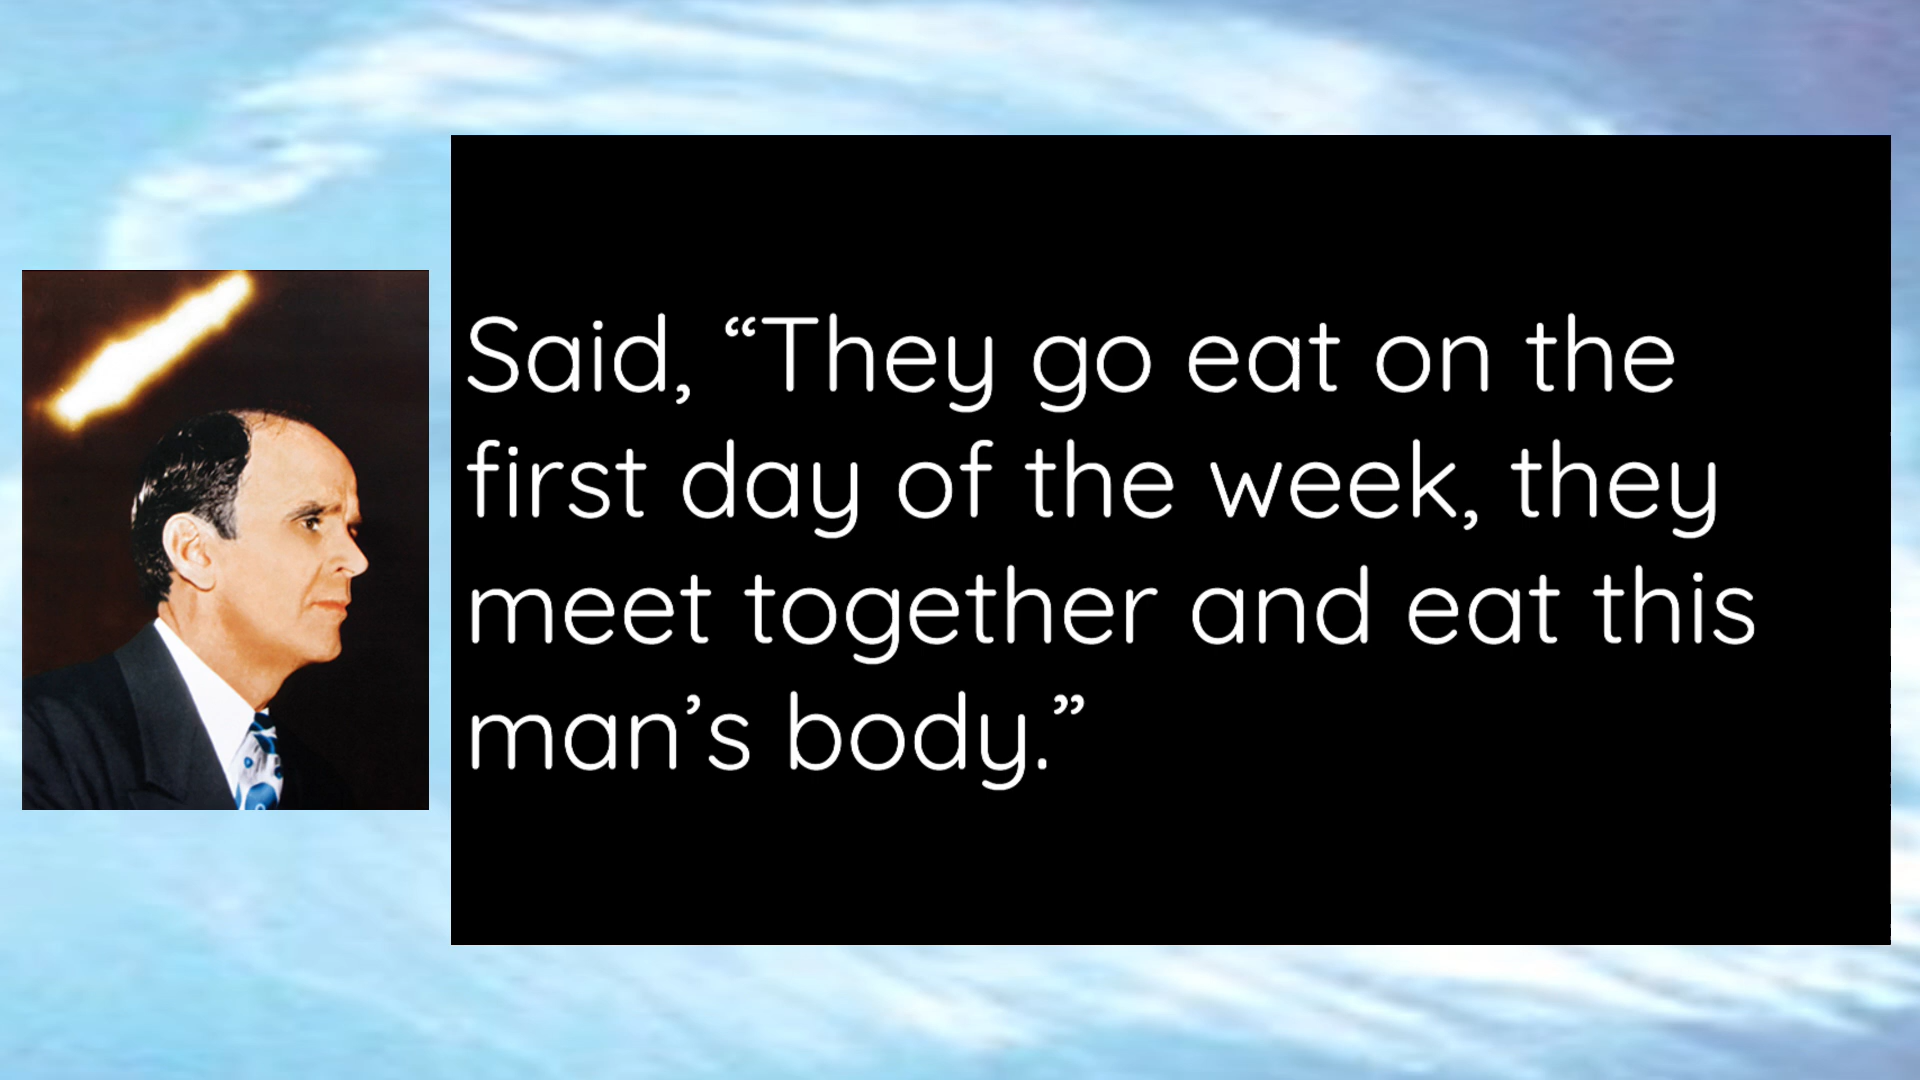 Said, “They go eat on the
first day of the week, they
meet together and eat this
man’s body.”